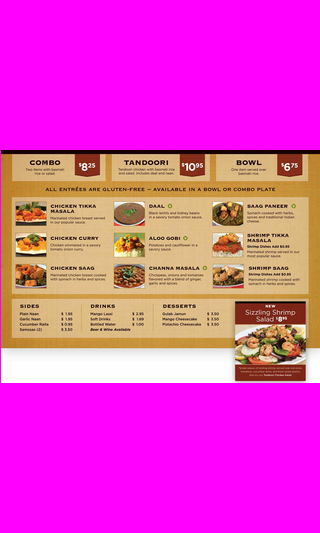 COMBO
Two items with basmati
rice or salad
$8.25
TANDOORI
Tandoori chicken with basmati rice
and salad. Includes daal and naan
$10.95
BOWL
One item served over
basmati rice.
$6.75
ALL ENTRÉES ARE GLUTEN-FREE — AVAILABLE IN A BOWL OR COMBO PLATE
CHICKEN TIKKA
MASALA
Marinated chicken breast served
in our popular masala
CHICKEN CURRY
Chicken simmered in a savory
tomato onion curry.
CHICKEN SAAG
Marinated chicken breast cooked
with spinach in herbs and spices
DAAL
Black lentils and kidney beans
in a savory tomato onion sauce.
ALOO GOBI
Potatoes and cauliflower in a
savory sauce
CHANNA MASALA
Chickpeas, onions and tomatoes
flavored with a blend of ginger,
garlic and spices.
SAAG PANEER
Spinach cooked with herbs,
spices and traditional Indian
cheese
SHRIMP TIKKA
MASALA
Shrimp Dishes Add $0.95
Marinated shrimp served in our
most popular sauce
SHRIMP SAAG
Shrimp Dishes Add $0.95
Marinated shrimp cooked with
spinach in herbs and spices
SIDES
Plain Naan $ 1.95
Garlic Naan $ 1.95
Cucumber Raita $ 0.95
Samosas (2) $ 3.50
DRINKS
Mango Lassi $ 2.95
Soft Drinks $ 1.69
Bottled Water $ 1.00
Beer & Wine Available
DESSERTS
Gulab Jamun $ 3.50
Mango Cheesecake $ 3.50
Pistachio Cheesecake $ 3.50
NEW
Sizzling Shrimp
Salad $8.95